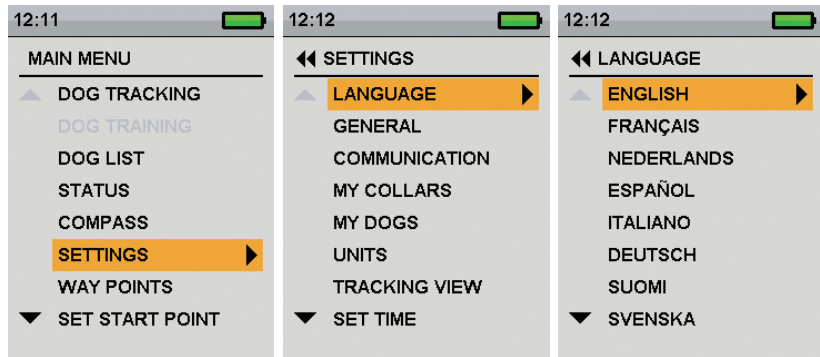 12:11
MAIN MENU
DOG TRACKING
DOG TRAINING
DOG LIST
STATUS
COMPASS
SETTINGS
WAY POINTS
SET START POINT
12:12
SETTINGS
LANGUAGE
GENERAL
COMMUNICATION
MY COLLARS
MY DOGS
UNITS
TRACKING VIEW
SET TIME
12:12
LANGUAGE
ENGLISH
FRANÇAIS
NEDERLANDS
ESPAÑOL
ITALIANO
DEUTSCH
SUOMI
SVENSKA